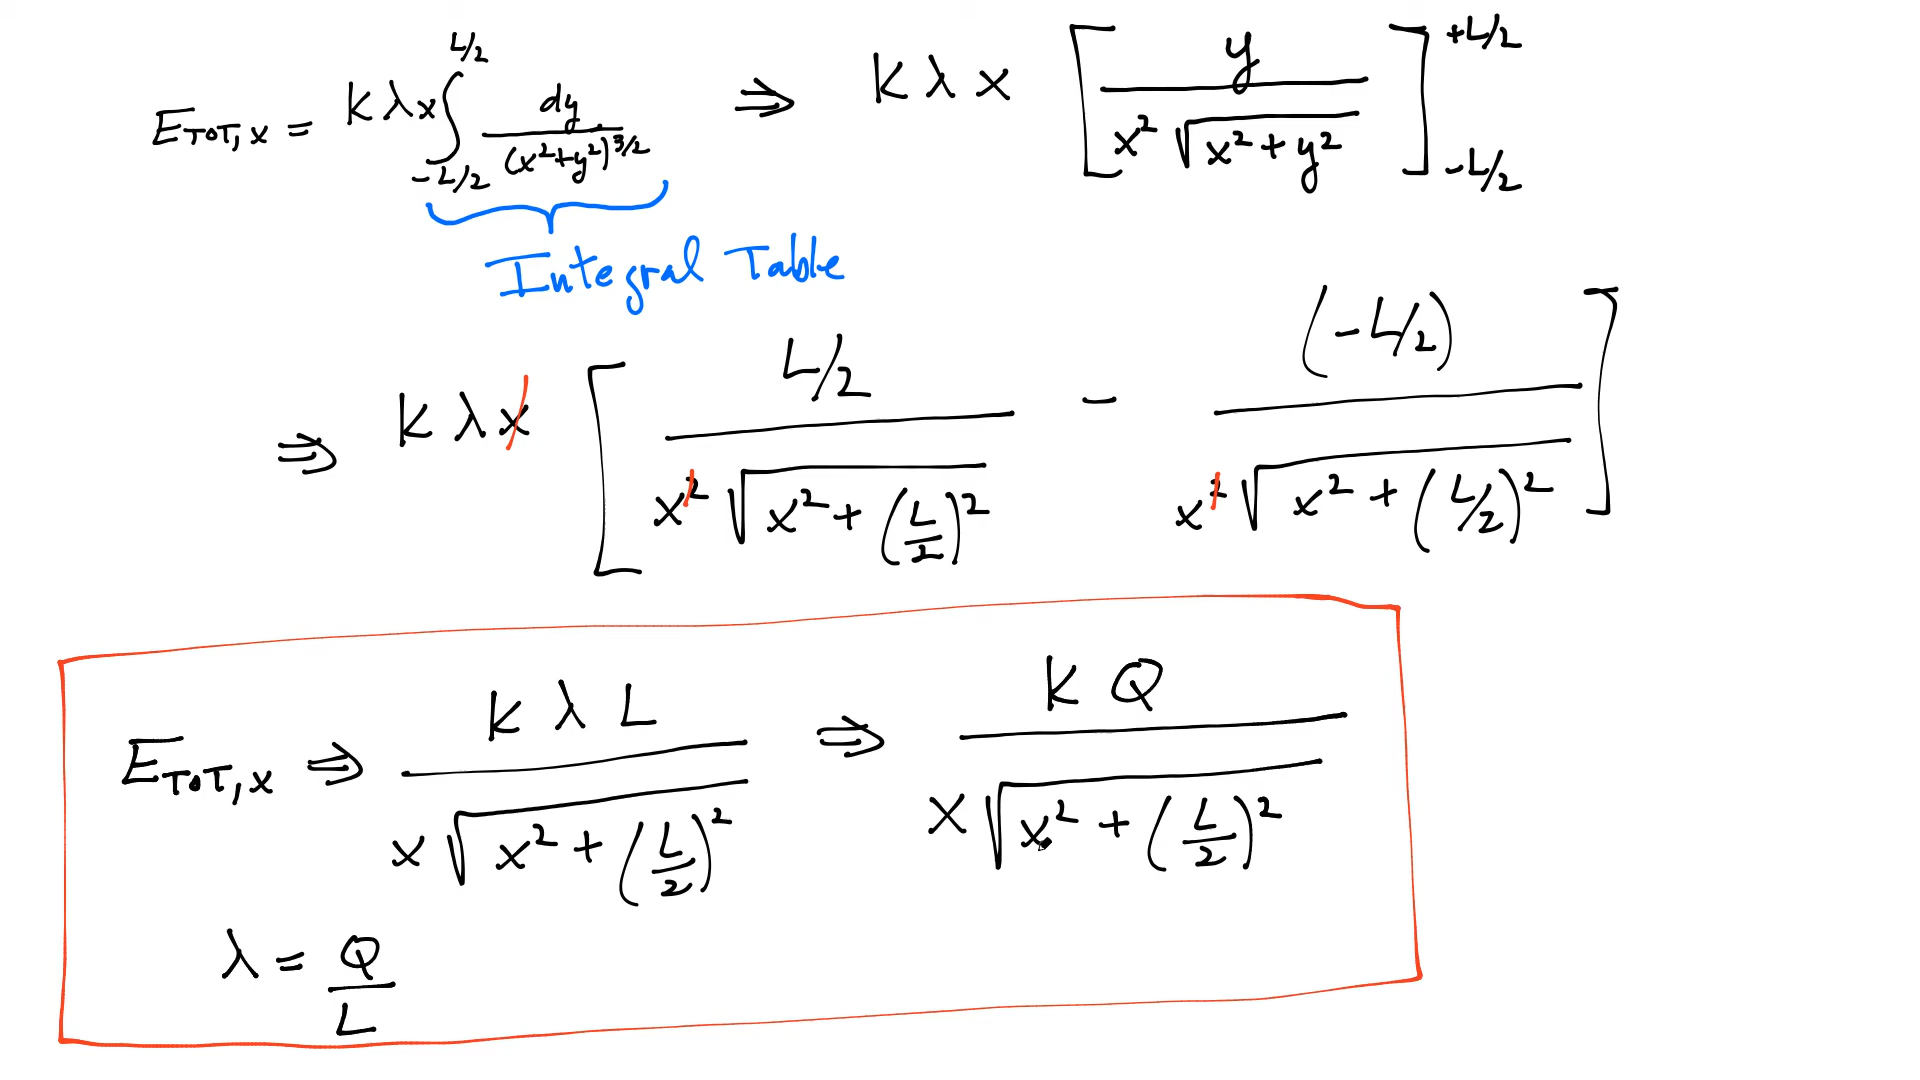 E_TOT,x = kλx ∫_{-L/2}^{L/2} dy / (x²+y²)^{3/2} ⇒ kλx [ y / (x² √(x²+y²)) ]_{-L/2}^{+L/2}
Integral Table
⇒ kλx [ L/2 / (x² √(x² + (L/2)²)) - (-L/2) / (x² √(x² + (L/2)²)) ]
E_TOT,x ⇒ kλL / (x √(x² + (L/2)²)) ⇒ kQ / (x √(x² + (L/2)²))
λ = Q/L